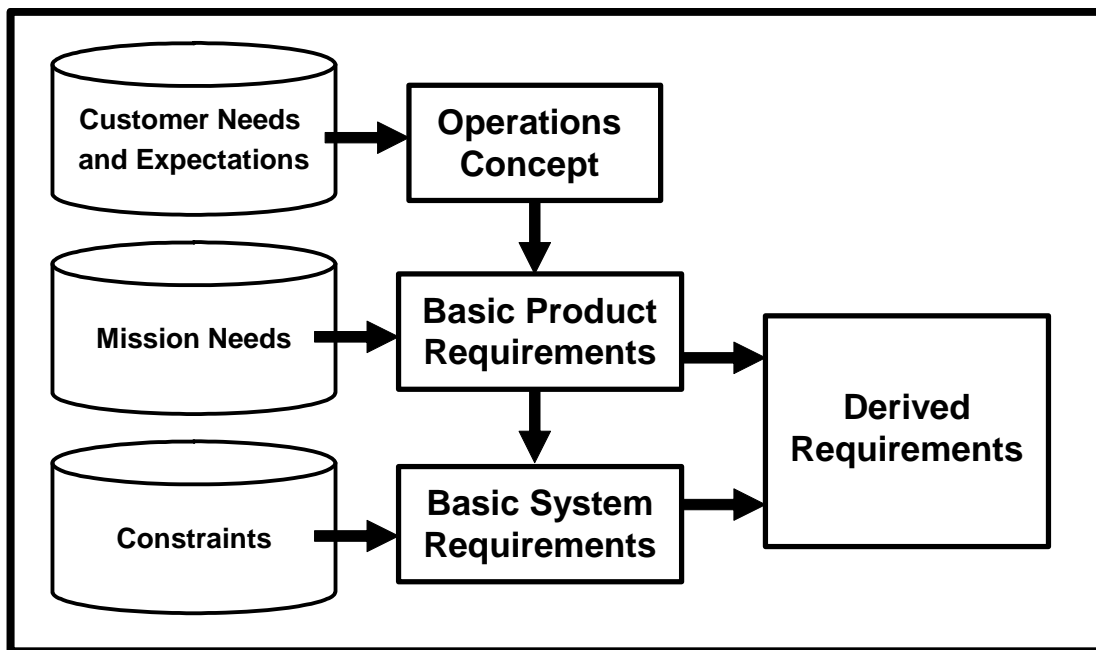 Customer Needs
and Expectations
Operations
Concept
Mission Needs
Basic Product
Requirements
Derived
Requirements
Constraints
Basic System
Requirements